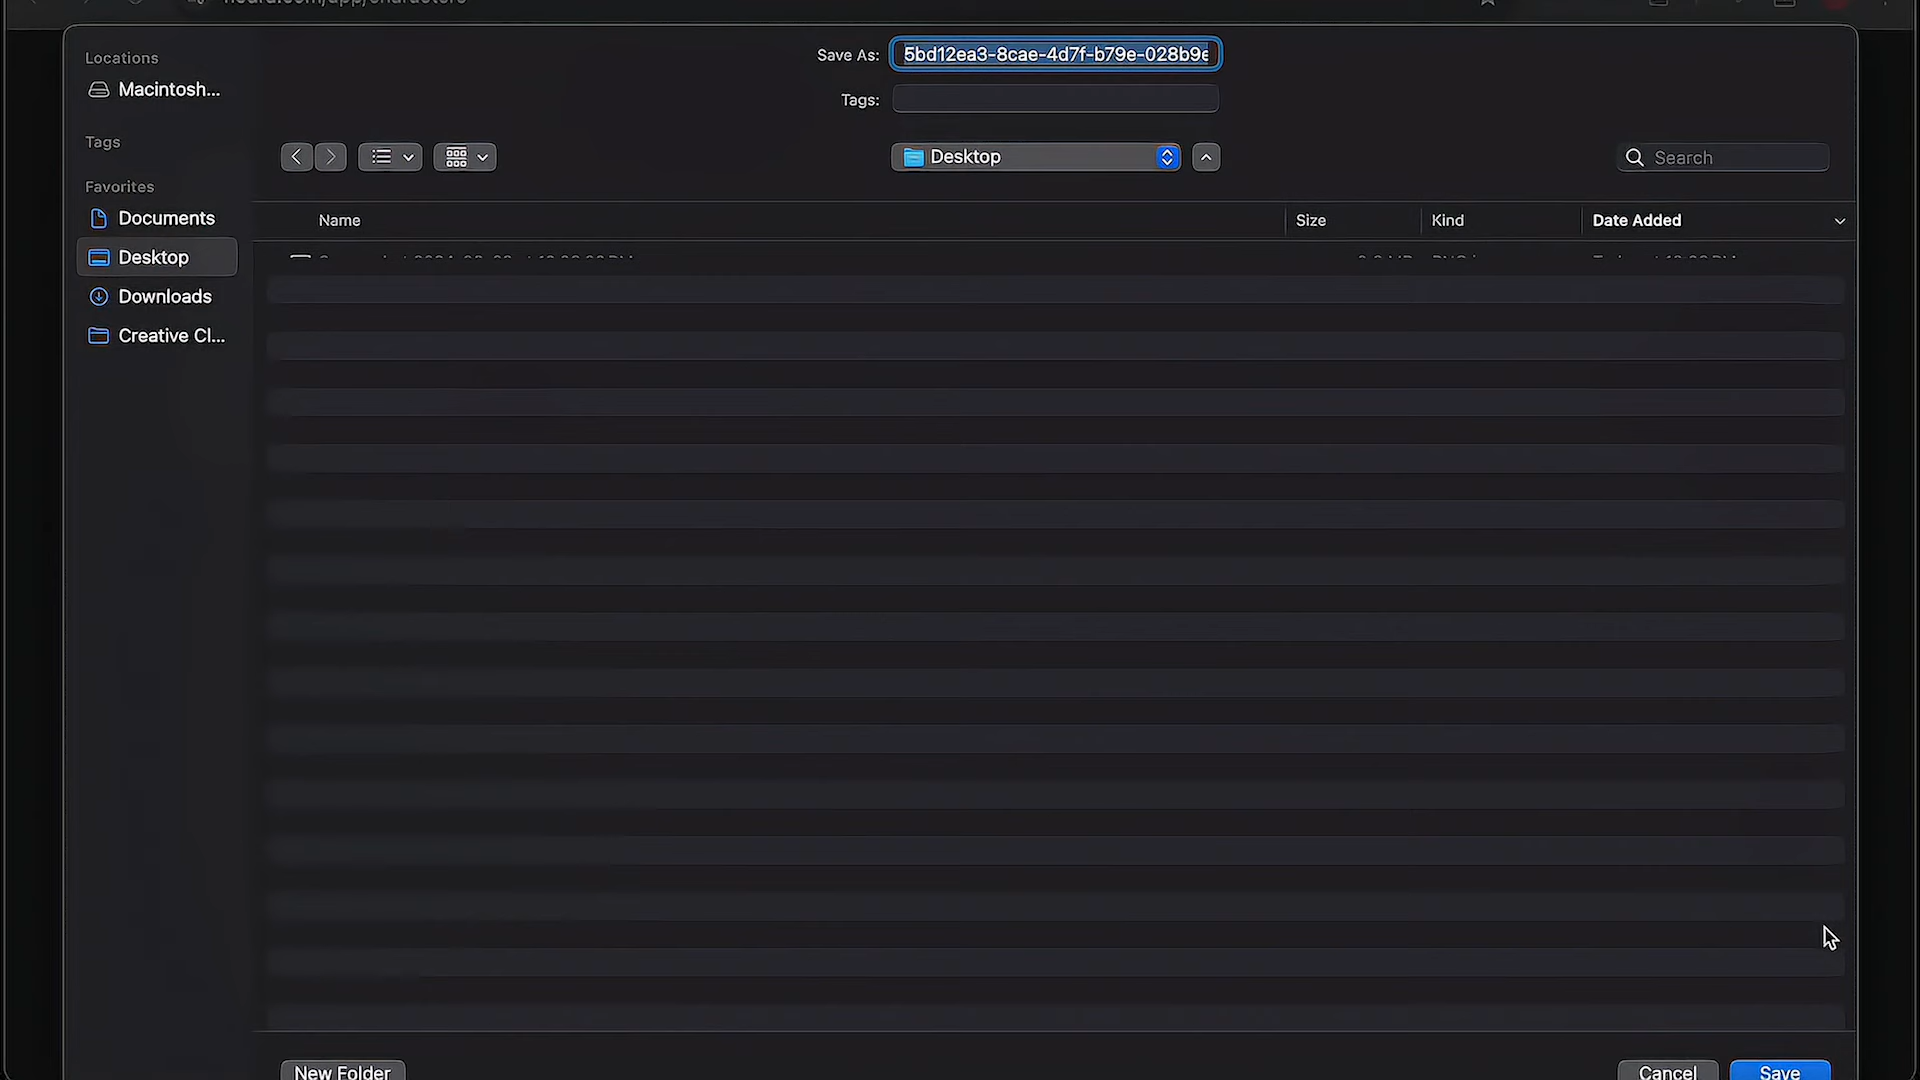 Locations
Macintosh...
Tags
Favorites
Documents
Desktop
Downloads
Creative Cl...
Save As: 5bd12ea3-8cae-4d7f-b79e-028b9e
Tags:
Desktop
Search
Name Size Kind Date Added
New Folder Cancel Save